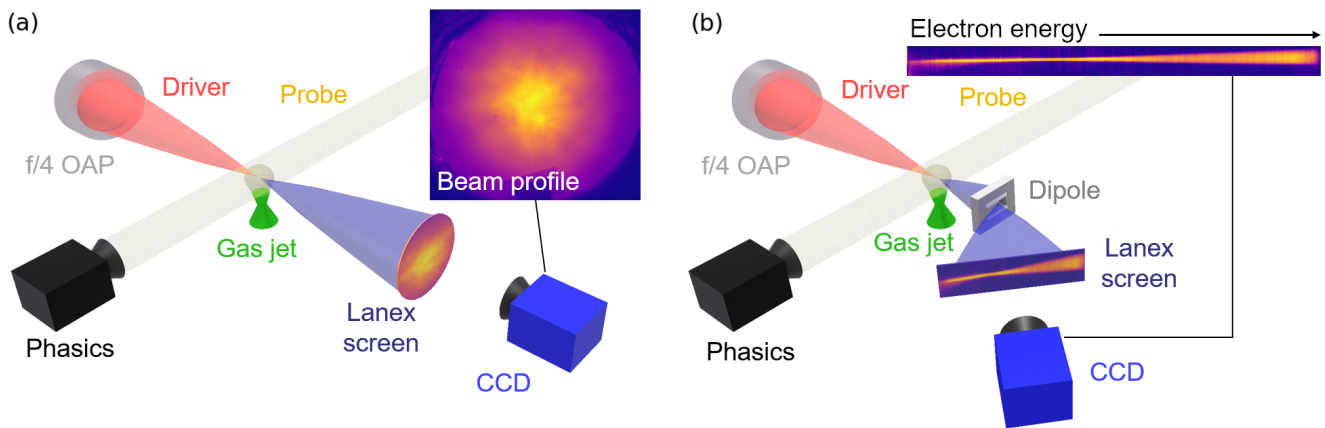 (a)
Driver
Probe
f/4 OAP
Beam profile
Gas jet
Lanex
screen
Phasics
CCD
(b)
Electron energy
Driver
Probe
f/4 OAP
Dipole
Gas jet
Lanex
screen
Phasics
CCD